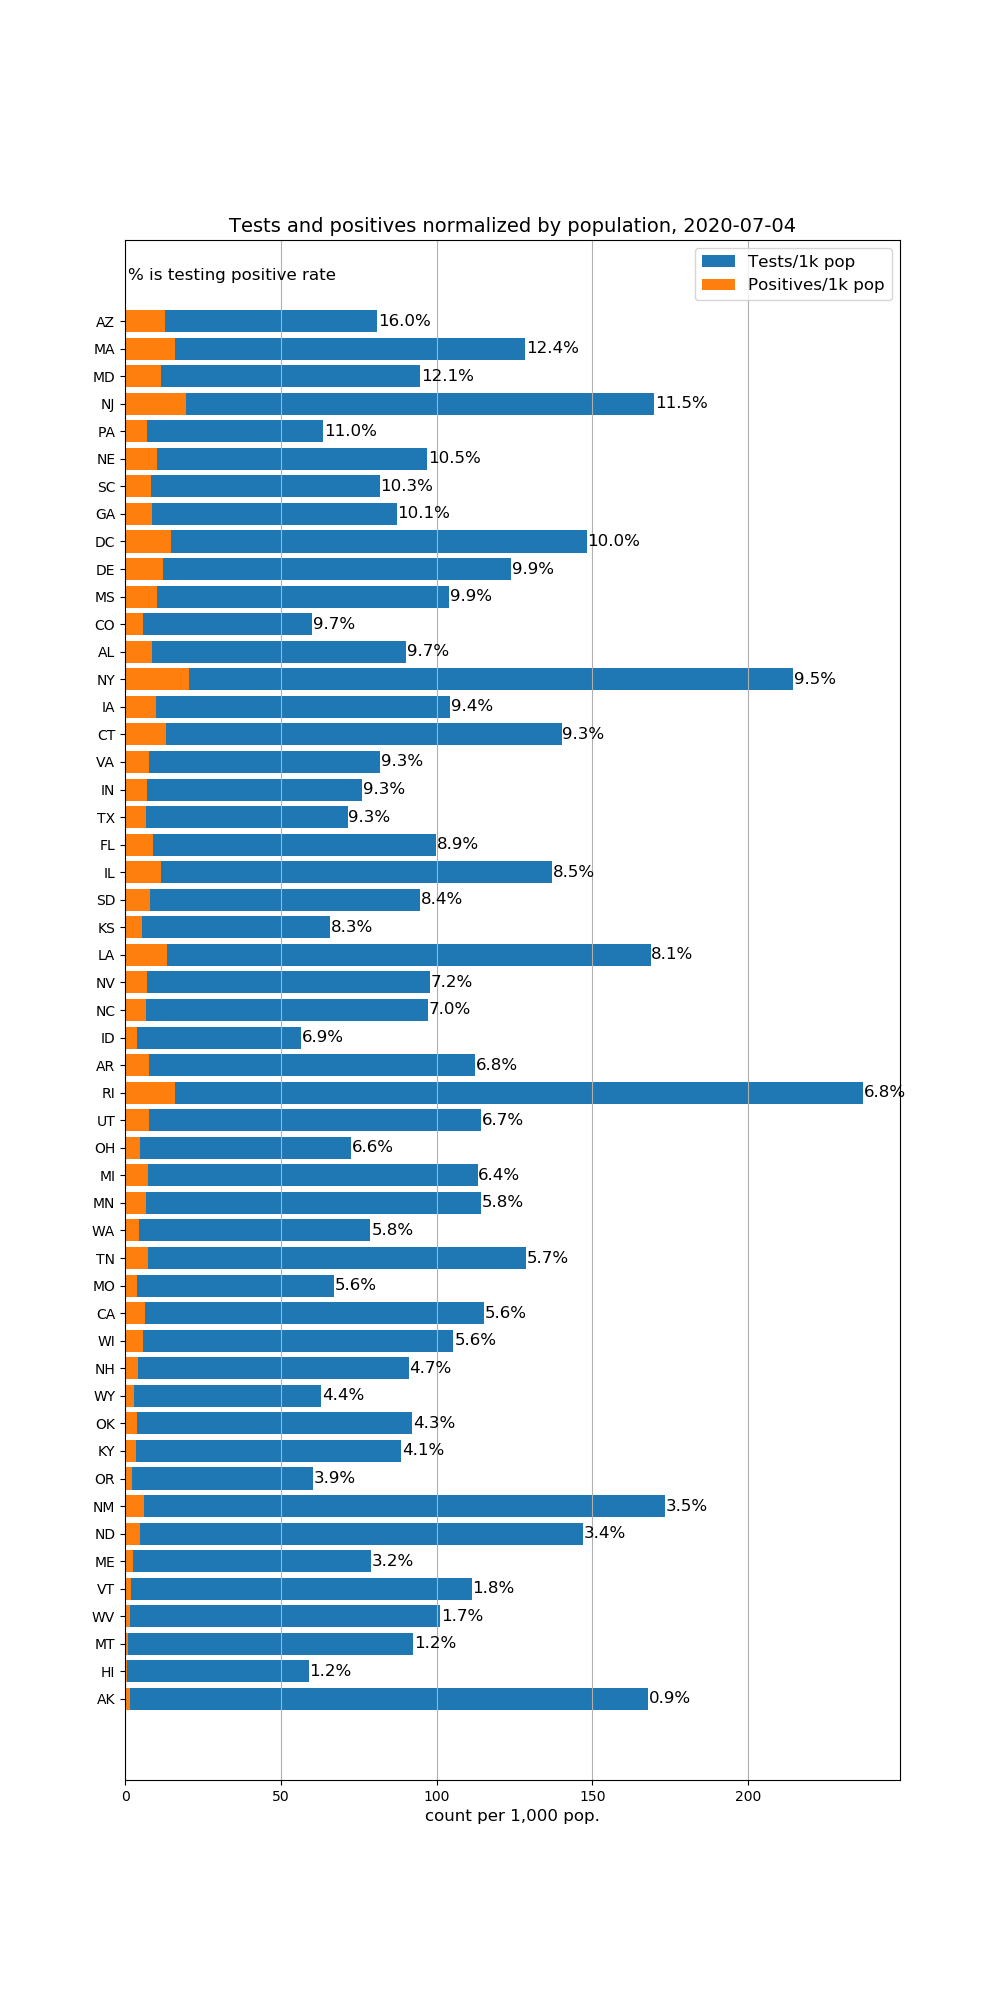 Tests and positives normalized by population, 2020-07-04
% is testing positive rate
Tests/1k pop
Positives/1k pop
AZ 16.0%
MA 12.4%
MD 12.1%
NJ 11.5%
PA 11.0%
NE 10.5%
SC 10.3%
GA 10.1%
DC 10.0%
DE 9.9%
MS 9.9%
CO 9.7%
AL 9.7%
NY 9.5%
IA 9.4%
CT 9.3%
VA 9.3%
IN 9.3%
TX 9.3%
FL 8.9%
IL 8.5%
SD 8.4%
KS 8.3%
LA 8.1%
NV 7.2%
NC 7.0%
ID 6.9%
AR 6.8%
RI 6.8%
UT 6.7%
OH 6.6%
MI 6.4%
MN 5.8%
WA 5.8%
TN 5.7%
MO 5.6%
CA 5.6%
WI 5.6%
NH 4.7%
WY 4.4%
OK 4.3%
KY 4.1%
OR 3.9%
NM 3.5%
ND 3.4%
ME 3.2%
VT 1.8%
WV 1.7%
MT 1.2%
HI 1.2%
AK 0.9%
0 50 100 150 200
count per 1,000 pop.